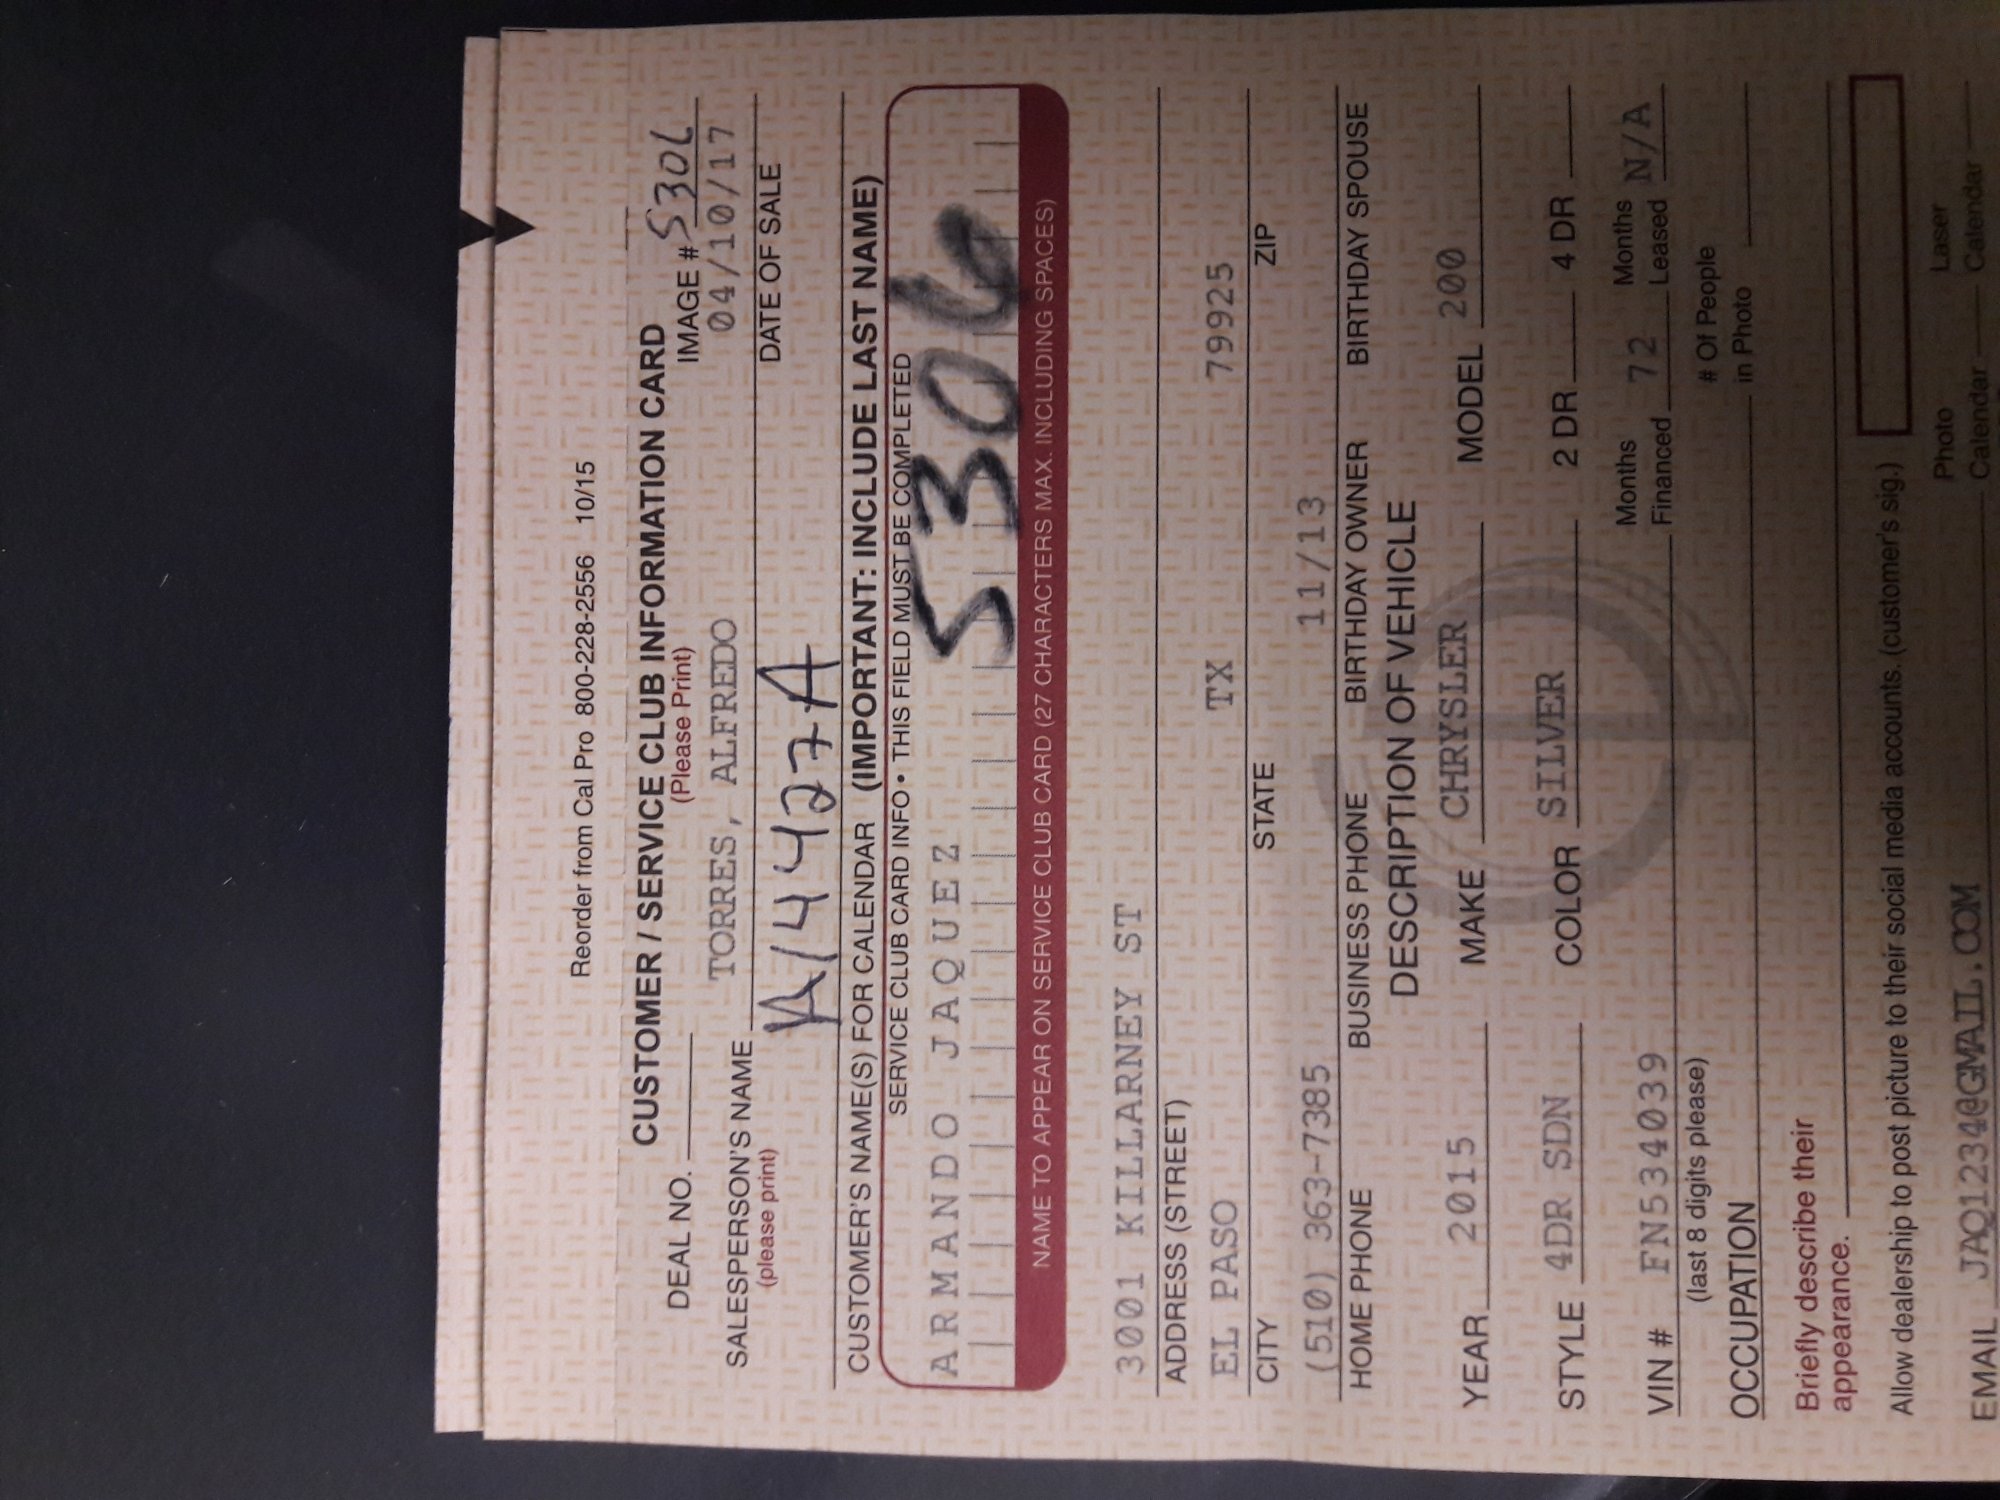 Reorder from Cal Pro 800-228-2556 10/15
CUSTOMER / SERVICE CLUB INFORMATION CARD
(Please Print)
DEAL NO. IMAGE # 5306
TORRES, ALFREDO 04/10/17
SALESPERSON'S NAME DATE OF SALE
(please print)
A14427A
CUSTOMER'S NAME(S) FOR CALENDAR (IMPORTANT: INCLUDE LAST NAME)
SERVICE CLUB CARD INFO • THIS FIELD MUST BE COMPLETED
ARMANDO JAQUEZ 5306
NAME TO APPEAR ON SERVICE CLUB CARD (27 CHARACTERS MAX. INCLUDING SPACES)
3001 KILLARNEY ST
ADDRESS (STREET)
EL PASO TX 79925
CITY STATE ZIP
(510) 363-7385 11/13
HOME PHONE BUSINESS PHONE BIRTHDAY OWNER BIRTHDAY SPOUSE
DESCRIPTION OF VEHICLE
YEAR 2015 MAKE CHRYSLER MODEL 200
STYLE 4DR SDN COLOR SILVER 2 DR 4 DR
VIN # FN534039 Months Financed 72 Months Leased N/A
(last 8 digits please)
OCCUPATION # Of People in Photo
Briefly describe their
appearance.
Allow dealership to post picture to their social media accounts. (customer's sig.)
EMAIL JAQ1234@GMAIL.COM Photo Calendar Laser Calendar